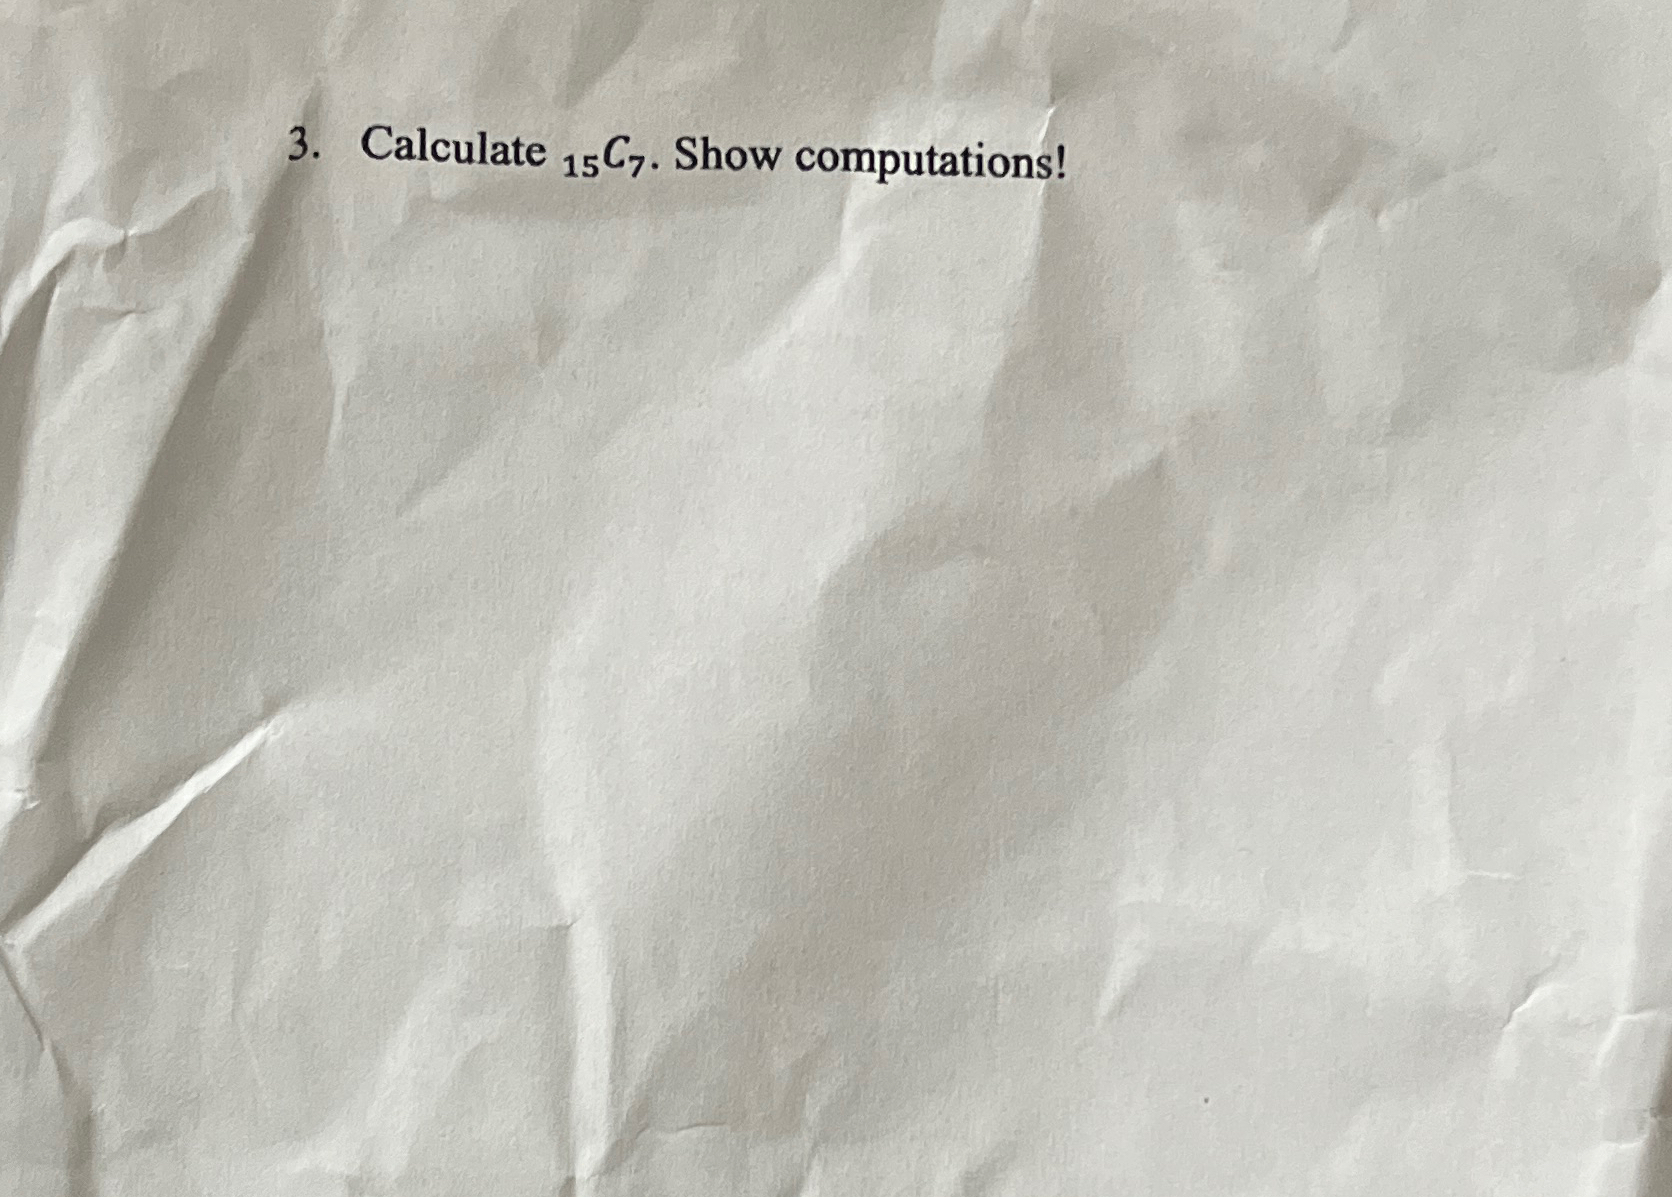 3. Calculate ₁₅C₇. Show computations!